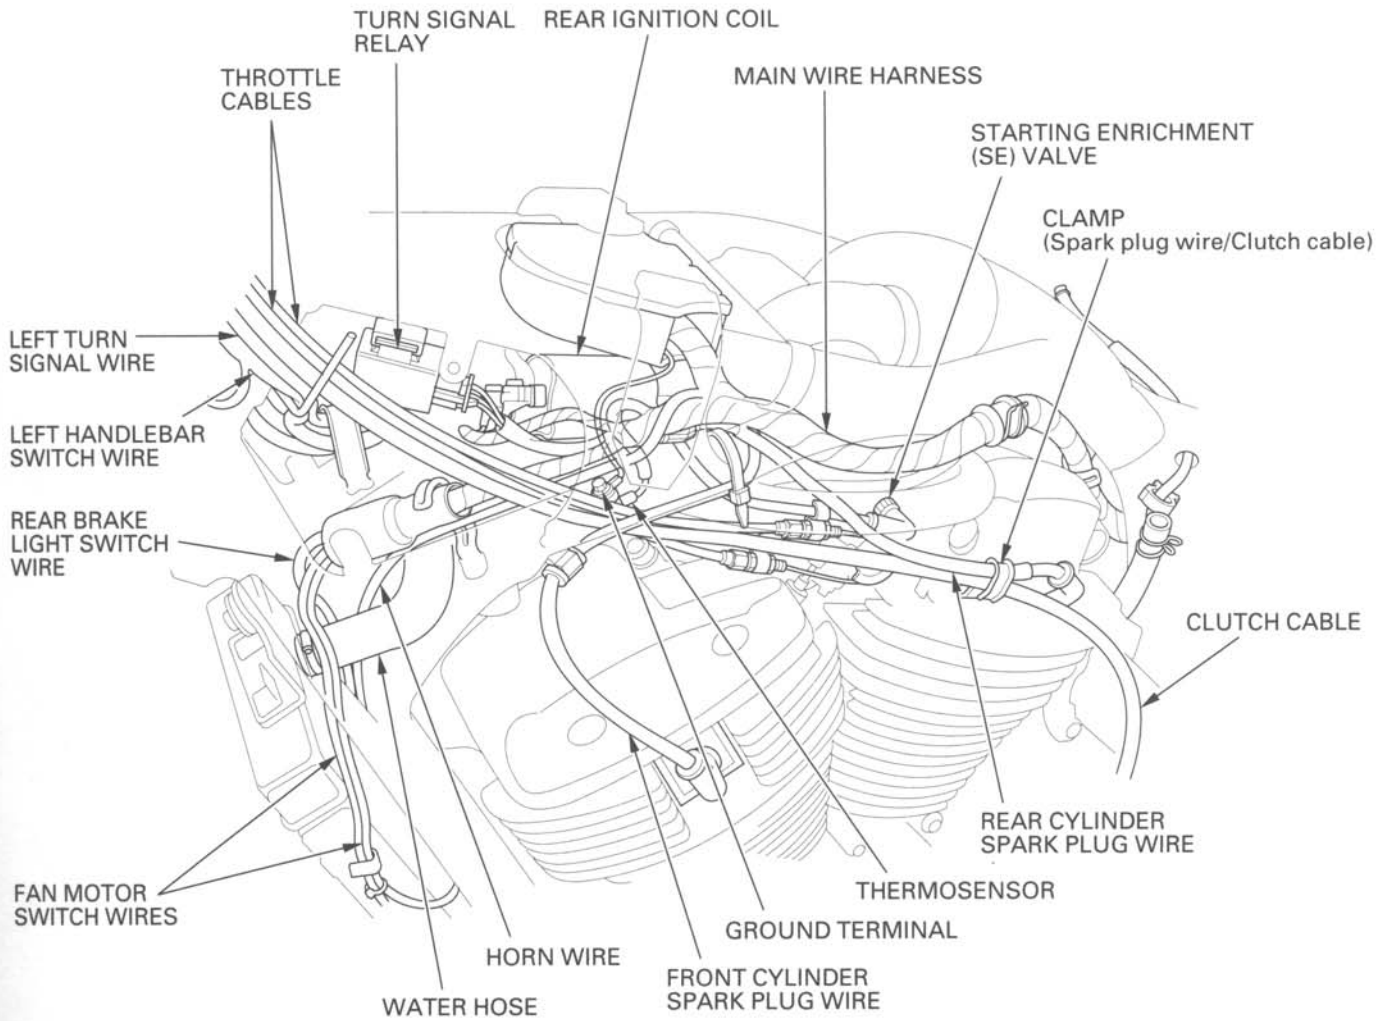 TURN SIGNAL
RELAY
REAR IGNITION COIL
THROTTLE
CABLES
MAIN WIRE HARNESS
STARTING ENRICHMENT
(SE) VALVE
CLAMP
(Spark plug wire/Clutch cable)
LEFT TURN
SIGNAL WIRE
LEFT HANDLEBAR
SWITCH WIRE
REAR BRAKE
LIGHT SWITCH
WIRE
CLUTCH CABLE
REAR CYLINDER
SPARK PLUG WIRE
THERMOSENSOR
FAN MOTOR
SWITCH WIRES
GROUND TERMINAL
HORN WIRE
FRONT CYLINDER
SPARK PLUG WIRE
WATER HOSE